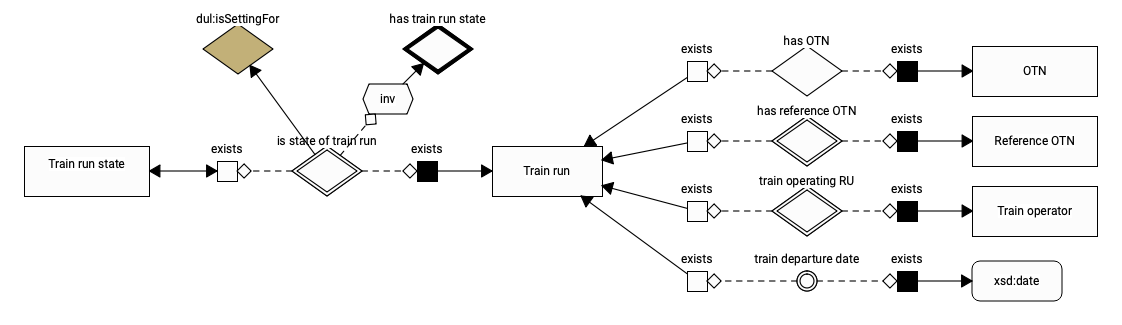 dul:isSettingFor
has train run state
inv
is state of train run
exists
exists
Train run state
Train run
has OTN
exists
exists
OTN
has reference OTN
exists
exists
Reference OTN
train operating RU
exists
exists
Train operator
train departure date
exists
exists
xsd:date